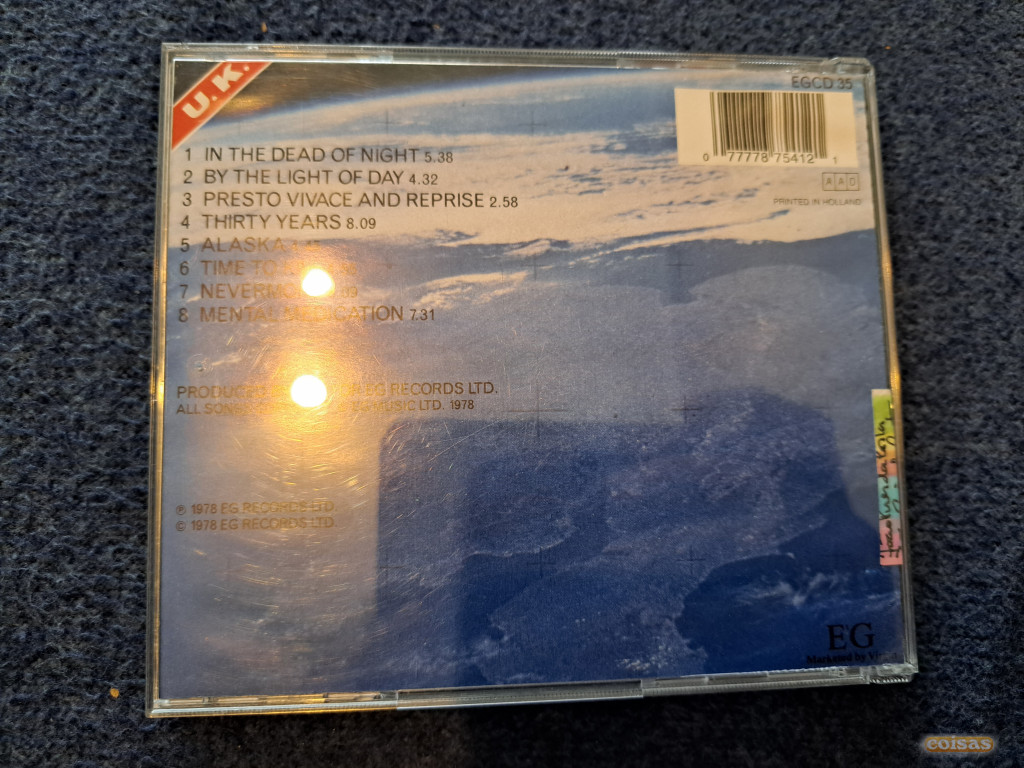 U.K.
EGCD 35
0 77778 75412 1
AAD
PRINTED IN HOLLAND
1 IN THE DEAD OF NIGHT 5.38
2 BY THE LIGHT OF DAY 4.32
3 PRESTO VIVACE AND REPRISE 2.58
4 THIRTY YEARS 8.09
5 ALASKA
6 TIME TO
7
8 MENTAL 7.31
EG RECORDS LTD.
ALL MUSIC LTD. 1978
℗ 1978 EG RECORDS LTD.
© 1978 EG RECORDS LTD.
EG
Marketed by
coisas